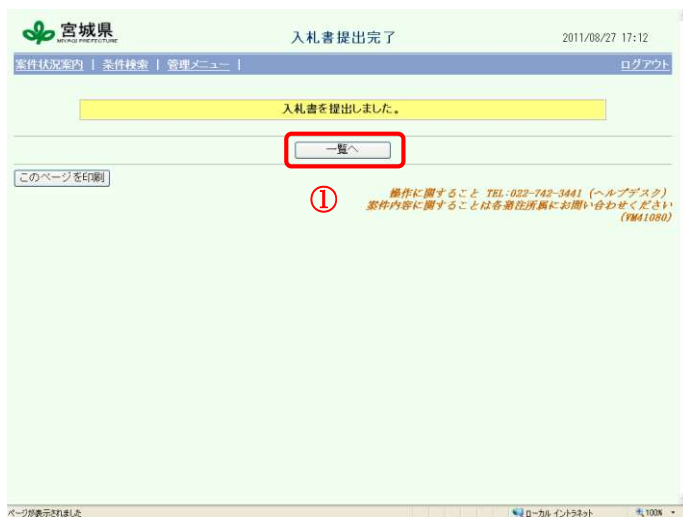 宮城県
MIYAGI PREFECTURE
入札書提出完了
2011/08/27 17:12
案件状況案内 | 条件検索 | 管理メニュー |
ログアウト
入札書を提出しました。
一覧へ
このページを印刷
①
操作に関すること TEL:022-742-3441 (ヘルプデスク)
案件内容に関することは各発注所属にお問い合わせください
(VM41080)
ページが表示されました
ローカル イントラネット
100%